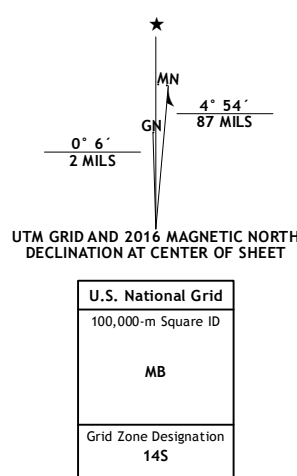 MN
4° 54´
87 MILS
GN
0° 6´
2 MILS
UTM GRID AND 2016 MAGNETIC NORTH
DECLINATION AT CENTER OF SHEET
U.S. National Grid
100,000-m Square ID
MB
Grid Zone Designation
14S